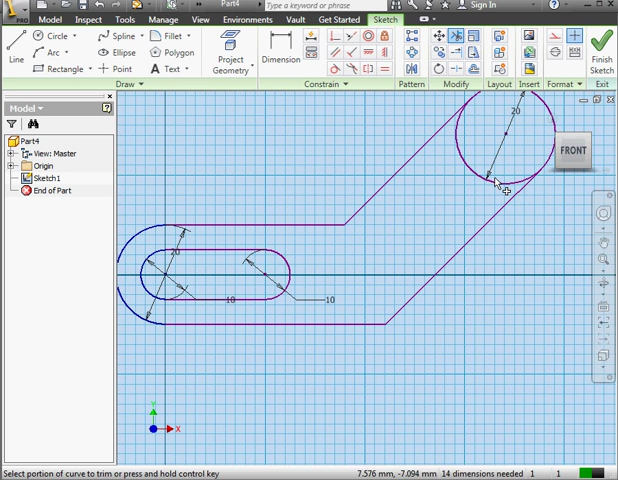 Part4
Type a keyword or phrase
Sign In
PRO
Model Inspect Tools Manage View Environments Vault Get Started Sketch
Line
Circle
Arc
Rectangle
Spline
Ellipse
Point
Fillet
Polygon
Text
Project
Geometry
Dimension
Pattern
Modify
Layout
Insert
Format
Finish
Sketch
Draw
Constrain
Exit
Model
Part4
View: Master
Origin
Sketch1
End of Part
20
FRONT
20
10
10
Y
X
Select portion of curve to trim or press and hold control key
7.576 mm, -7.094 mm 14 dimensions needed 1 1